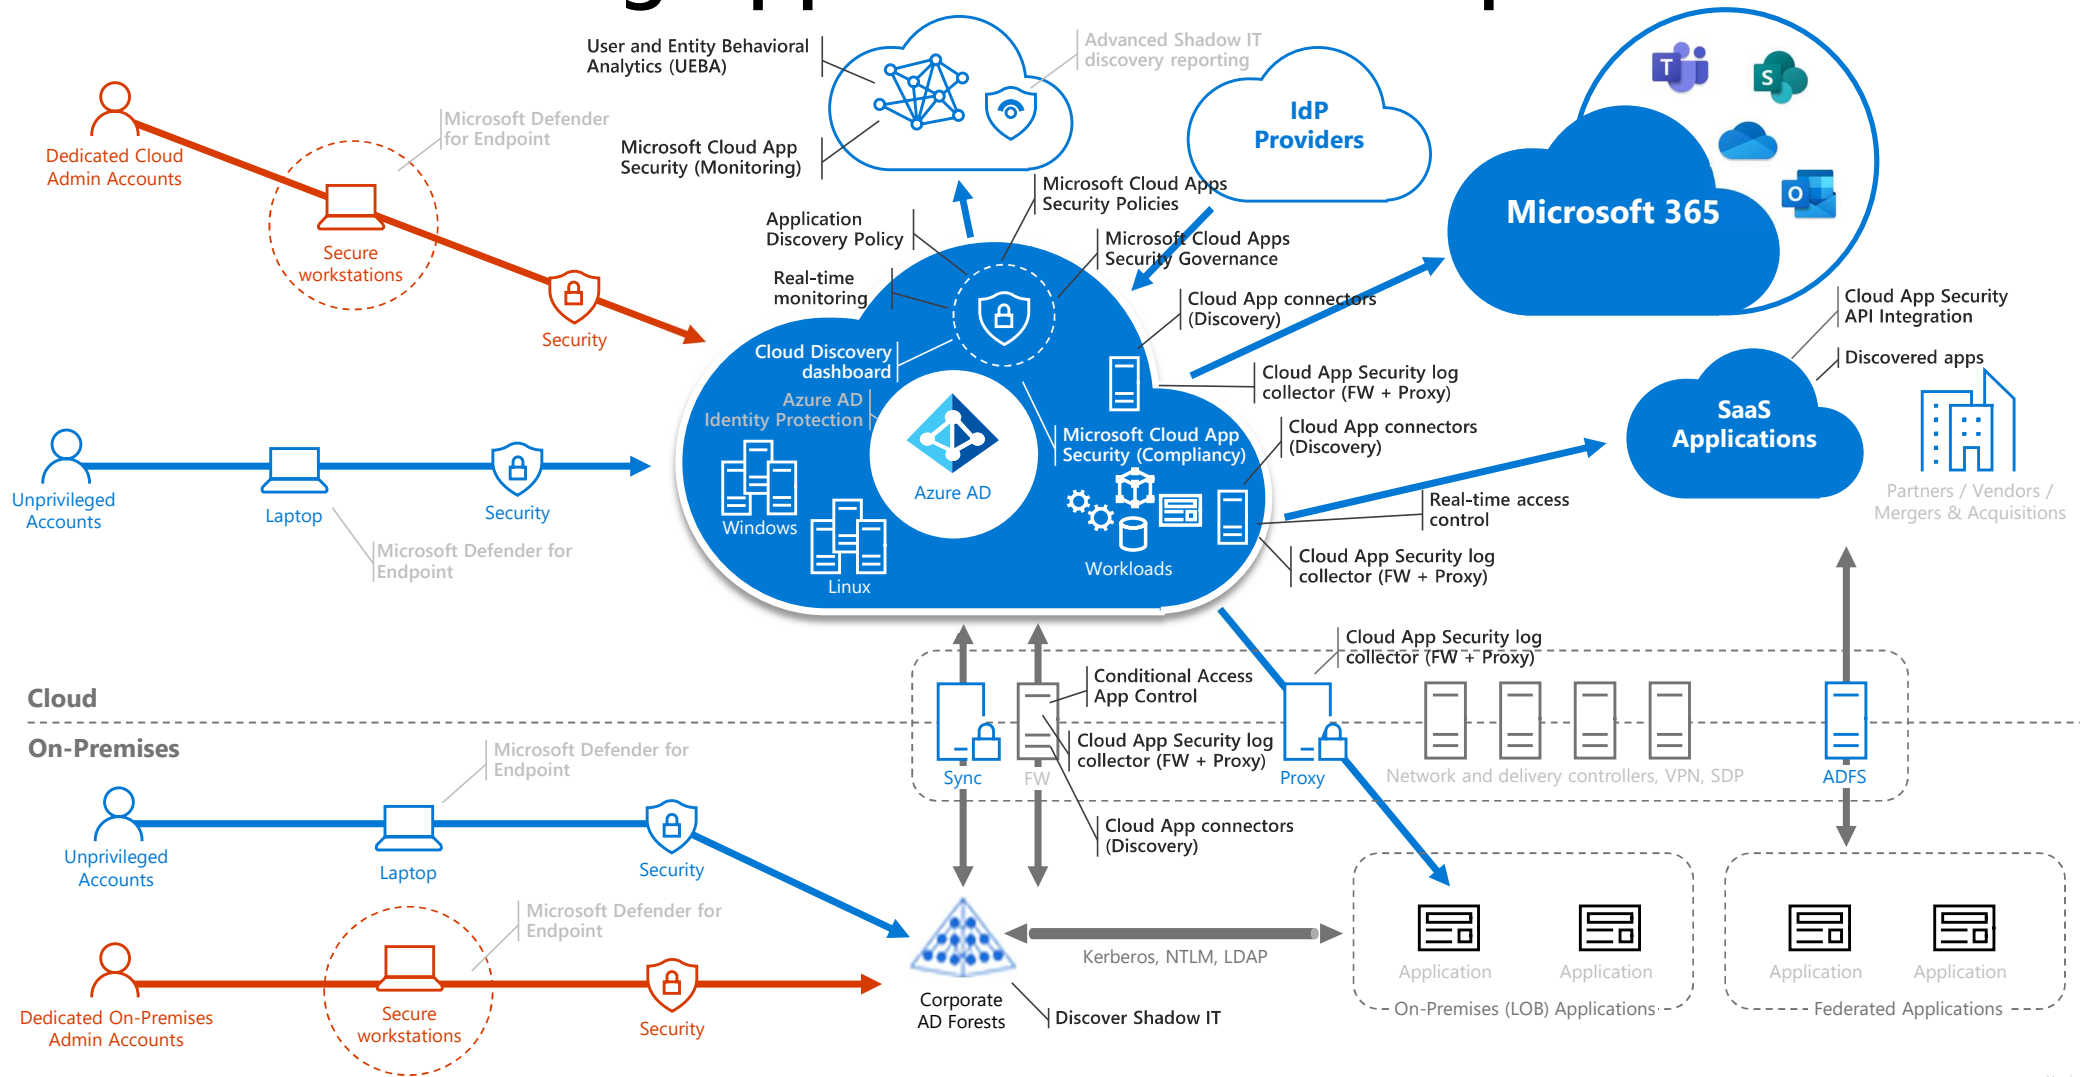 User and Entity Behavioral
Analytics (UEBA)
Advanced Shadow IT
discovery reporting
Microsoft Cloud App
Security (Monitoring)
IdP
Providers
T
S
O
Microsoft 365
Dedicated Cloud
Admin Accounts
Microsoft Defender
for Endpoint
Secure
workstations
Security
Microsoft Cloud Apps
Security Policies
Application
Discovery Policy
Microsoft Cloud Apps
Security Governance
Real-time
monitoring
Cloud App connectors
(Discovery)
Cloud App Security
API Integration
Discovered apps
Cloud Discovery
dashboard
Azure AD
Identity Protection
Cloud App Security log
collector (FW + Proxy)
Cloud App connectors
(Discovery)
Microsoft Cloud App
Security (Compliancy)
SaaS
Applications
Azure AD
Windows
Linux
Workloads
Real-time access
control
Cloud App Security log
collector (FW + Proxy)
Partners / Vendors /
Mergers & Acquisitions
Unprivileged
Accounts
Laptop
Security
Microsoft Defender for
Endpoint
Cloud App Security log
collector (FW + Proxy)
Conditional Access
App Control
Cloud
On-Premises
Cloud App Security log
collector (FW + Proxy)
Sync
FW
Proxy
Network and delivery controllers, VPN, SDP
ADFS
Microsoft Defender for
Endpoint
Unprivileged
Accounts
Laptop
Security
Cloud App connectors
(Discovery)
Microsoft Defender for
Endpoint
Kerberos, NTLM, LDAP
Application
Application
On-Premises (LOB) Applications
Application
Application
Federated Applications
Corporate
AD Forests
Discover Shadow IT
Dedicated On-Premises
Admin Accounts
Secure
workstations
Security